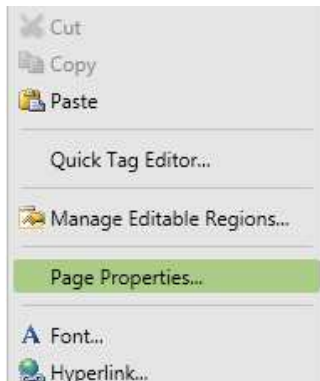 Cut
Copy
Paste
Quick Tag Editor...
Manage Editable Regions...
Page Properties...
Font...
Hyperlink...